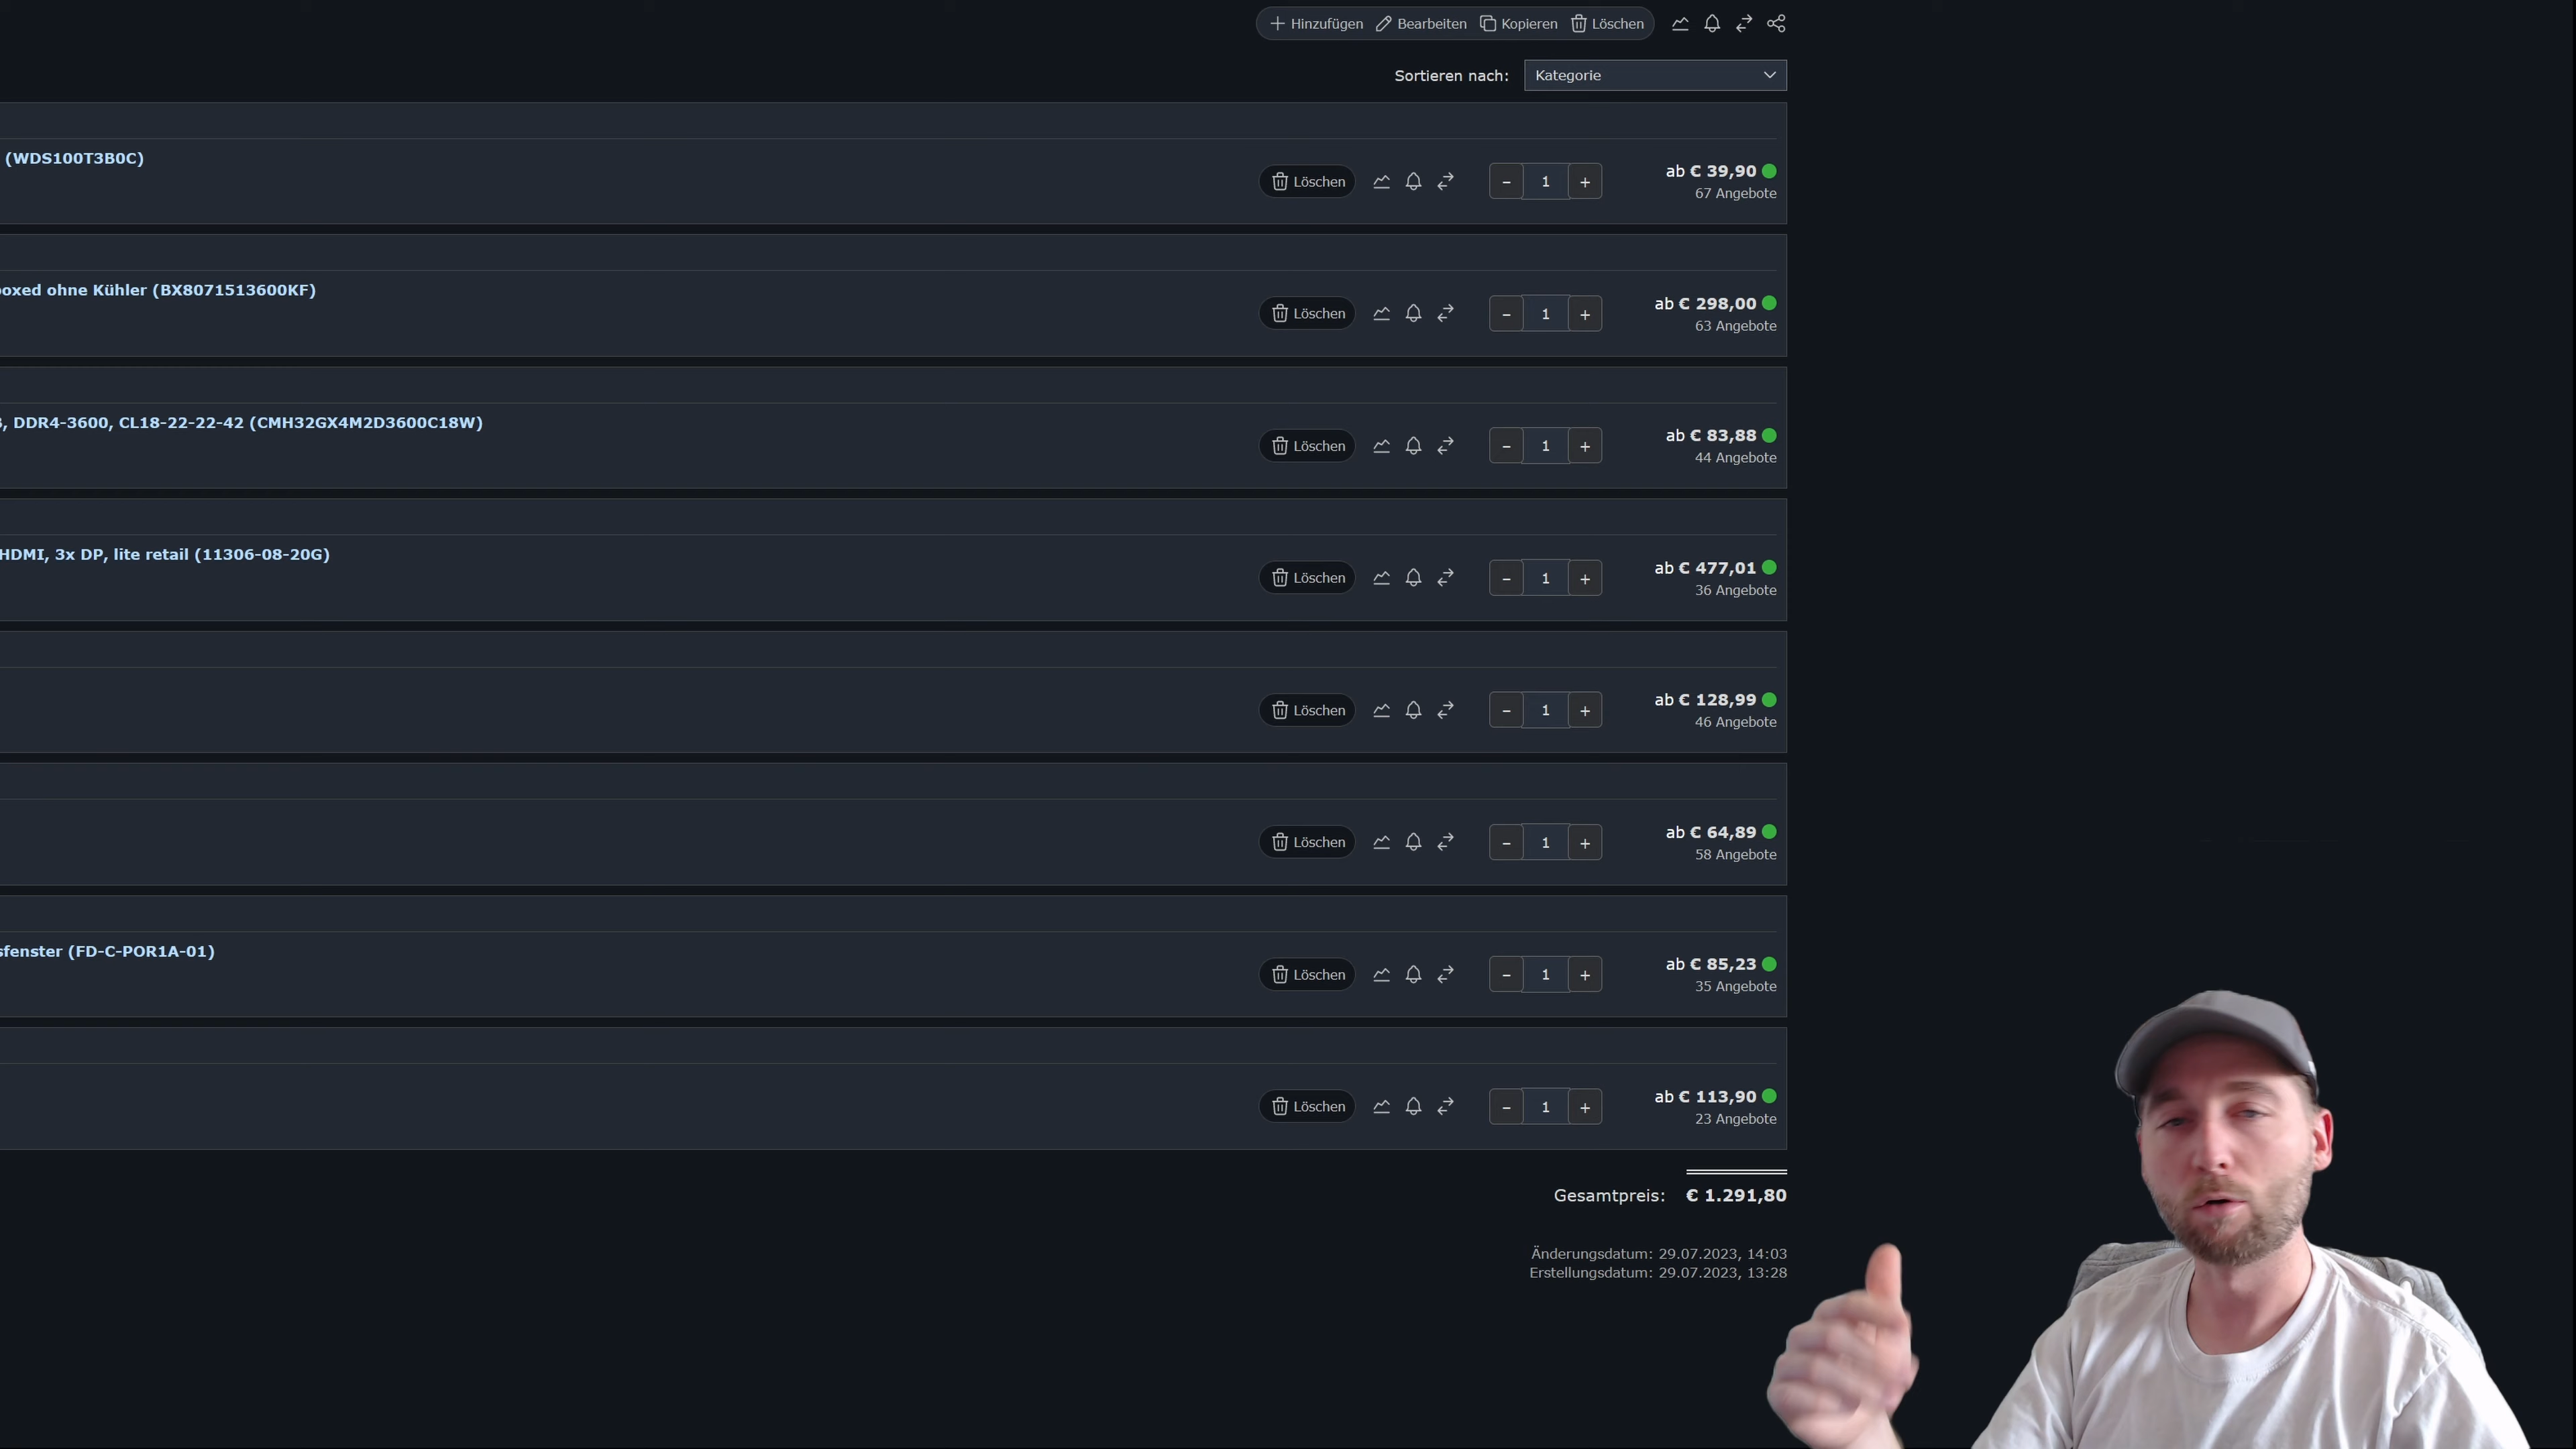 Hinzufügen Bearbeiten Kopieren Löschen
Sortieren nach: Kategorie
(WDS100T3B0C)
Löschen - 1 + ab € 39,90
67 Angebote
oxed ohne Kühler (BX8071513600KF)
Löschen - 1 + ab € 298,00
63 Angebote
, DDR4-3600, CL18-22-22-42 (CMH32GX4M2D3600C18W)
Löschen - 1 + ab € 83,88
44 Angebote
HDMI, 3x DP, lite retail (11306-08-20G)
Löschen - 1 + ab € 477,01
36 Angebote
Löschen - 1 + ab € 128,99
46 Angebote
Löschen - 1 + ab € 64,89
58 Angebote
sfenster (FD-C-POR1A-01)
Löschen - 1 + ab € 85,23
35 Angebote
Löschen - 1 + ab € 113,90
23 Angebote
Gesamtpreis: € 1.291,80
Änderungsdatum: 29.07.2023, 14:03
Erstellungsdatum: 29.07.2023, 13:28